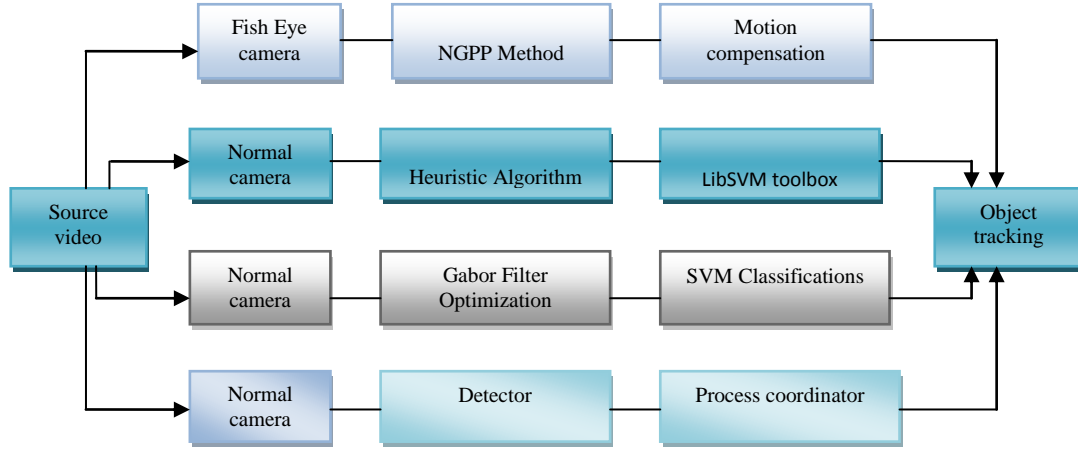 Fish Eye
camera
NGPP Method
Motion
compensation
Normal
camera
Heuristic Algorithm
LibSVM toolbox
Source
video
Object
tracking
Normal
camera
Gabor Filter
Optimization
SVM Classifications
Normal
camera
Detector
Process coordinator